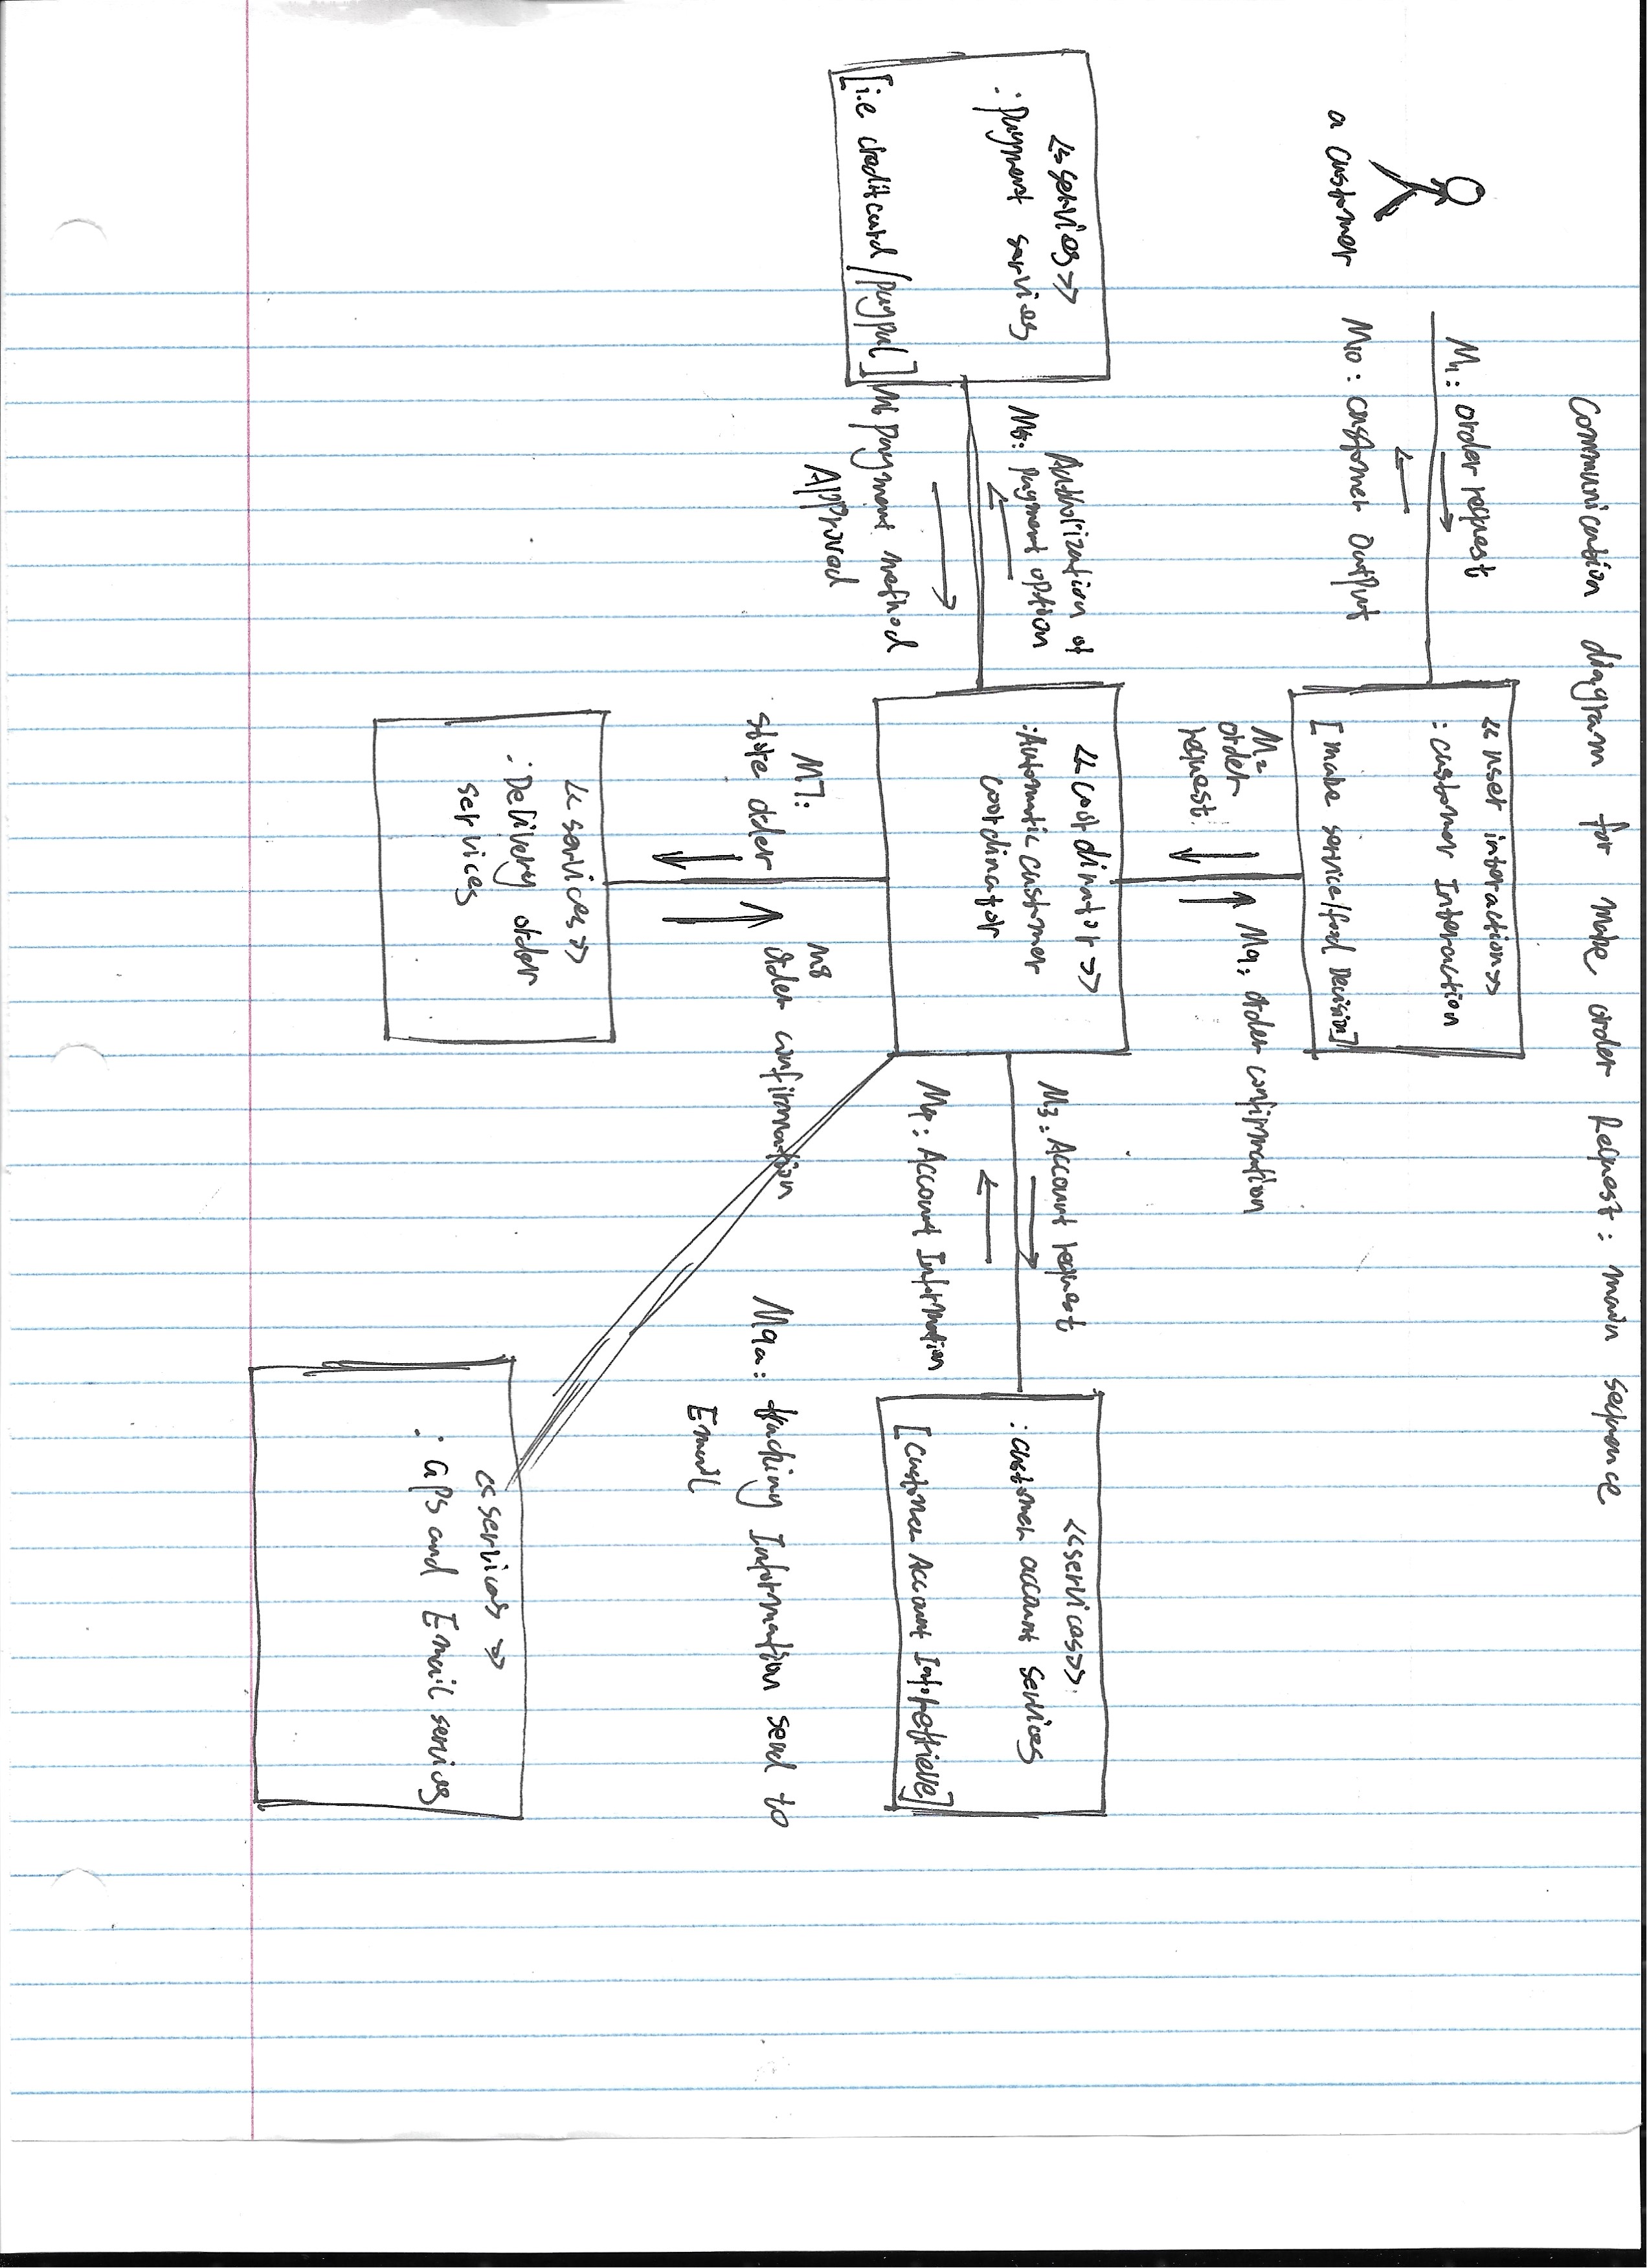 Communication diagram for make order Request: main sequence
M1: order request
<< user interaction >>
: customer Interaction
[make service/food Decision]
a customer
M10: customer Output
M2
order
request
M9: order confirmation
<< services >>
: Payment services
[i.e creditcard/paypal]
Authorization of
M5: payment option
M6 payment method
Approved
<< coordinator >>
:Automatic customer
coordinator
M3: Account request
M4: Account Information
<<services>>
: customer account services
[customer Account Info retrieve]
M7:
store order
M8
order confirmation
M9a: tracking Information send to
Email
<< services >>
: Delivery order
services
<< services >>
: GPS and Email services